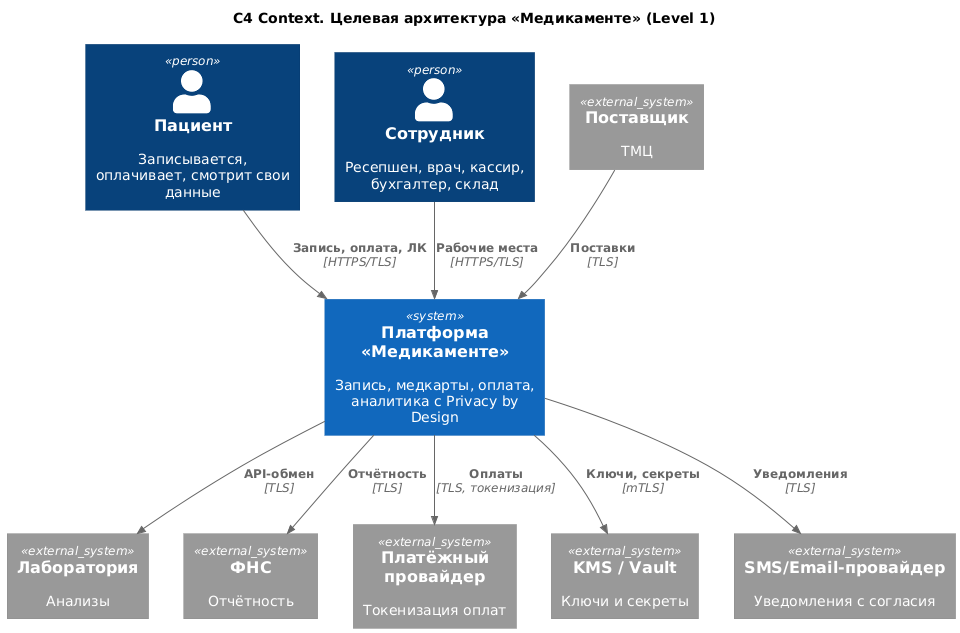 C4 Context. Целевая архитектура «Медикаменте» (Level 1)
«person»
Пациент
Записывается,
оплачивает, смотрит свои
данные
«person»
Сотрудник
Ресепшен, врач, кассир,
бухгалтер, склад
«external_system»
Поставщик
ТМЦ
Запись, оплата, ЛК
[HTTPS/TLS]
Рабочие места
[HTTPS/TLS]
Поставки
[TLS]
«system»
Платформа
«Медикаменте»
Запись, медкарты, оплата,
аналитика с Privacy by
Design
API-обмен
[TLS]
Отчётность
[TLS]
Оплаты
[TLS, токенизация]
Ключи, секреты
[mTLS]
Уведомления
[TLS]
«external_system»
Лаборатория
Анализы
«external_system»
ФНС
Отчётность
«external_system»
Платёжный
провайдер
Токенизация оплат
«external_system»
KMS / Vault
Ключи и секреты
«external_system»
SMS/Email-провайдер
Уведомления с согласия